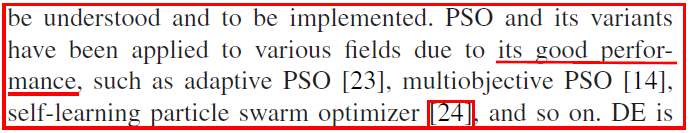 be understood and to be implemented. PSO and its variants
have been applied to various fields due to its good perfor-
mance, such as adaptive PSO [23], multiobjective PSO [14],
self-learning particle swarm optimizer [24], and so on. DE is